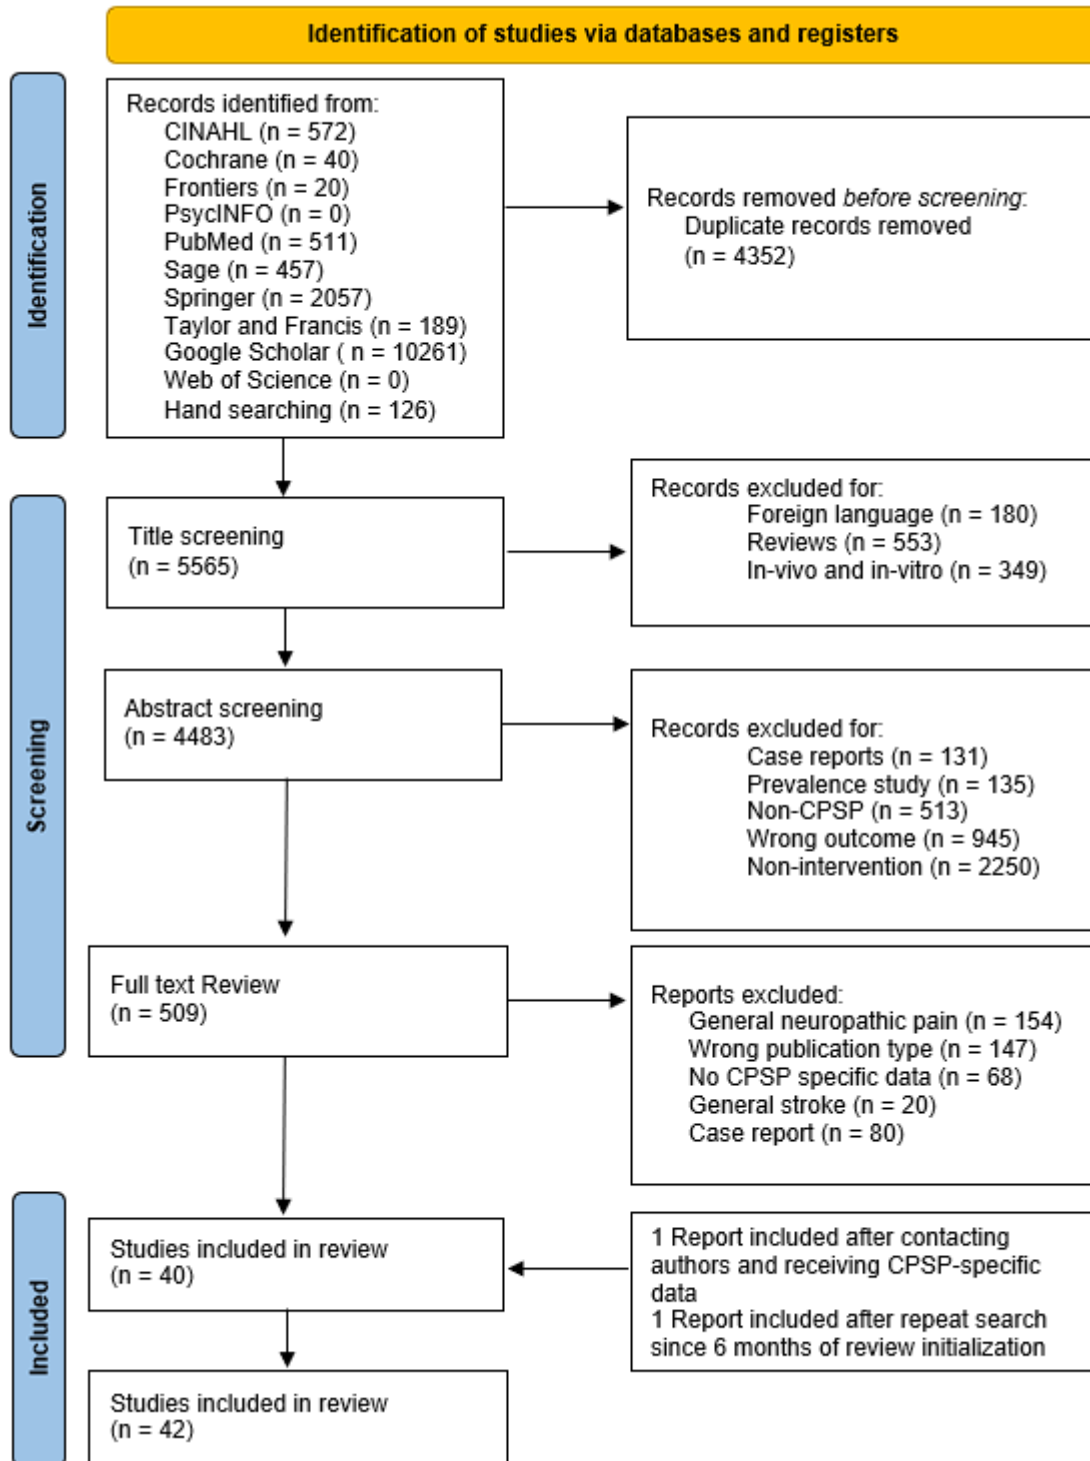 Identification of studies via databases and registers
Identification
Records identified from:
CINAHL (n = 572)
Cochrane (n = 40)
Frontiers (n = 20)
PsycINFO (n = 0)
PubMed (n = 511)
Sage (n = 457)
Springer (n = 2057)
Taylor and Francis (n = 189)
Google Scholar ( n = 10261)
Web of Science (n = 0)
Hand searching (n = 126)
Records removed before screening:
Duplicate records removed
(n = 4352)
Screening
Title screening
(n = 5565)
Records excluded for:
Foreign language (n = 180)
Reviews (n = 553)
In-vivo and in-vitro (n = 349)
Abstract screening
(n = 4483)
Records excluded for:
Case reports (n = 131)
Prevalence study (n = 135)
Non-CPSP (n = 513)
Wrong outcome (n = 945)
Non-intervention (n = 2250)
Full text Review
(n = 509)
Reports excluded:
General neuropathic pain (n = 154)
Wrong publication type (n = 147)
No CPSP specific data (n = 68)
General stroke (n = 20)
Case report (n = 80)
Included
Studies included in review
(n = 40)
1 Report included after contacting
authors and receiving CPSP-specific
data
1 Report included after repeat search
since 6 months of review initialization
Studies included in review
(n = 42)